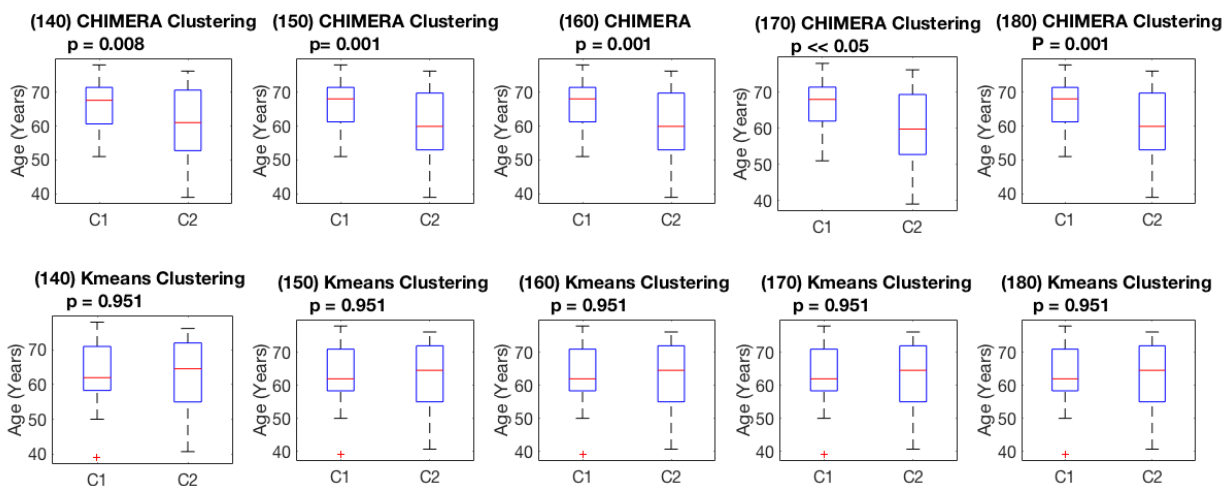 (140) CHIMERA Clustering
p = 0.008
Age (Years)
70
60
50
40
C1 C2
(150) CHIMERA Clustering
p= 0.001
Age (Years)
70
60
50
40
C1 C2
(160) CHIMERA
p = 0.001
Age (Years)
70
60
50
40
C1 C2
(170) CHIMERA Clustering
p << 0.05
Age (Years)
70
60
50
40
C1 C2
(180) CHIMERA Clustering
P = 0.001
Age (Years)
70
60
50
40
C1 C2
(140) Kmeans Clustering
p = 0.951
Age (Years)
70
60
50
40
C1 C2
(150) Kmeans Clustering
p = 0.951
Age (Years)
70
60
50
40
C1 C2
(160) Kmeans Clustering
p = 0.951
Age (Years)
70
60
50
40
C1 C2
(170) Kmeans Clustering
p = 0.951
Age (Years)
70
60
50
40
C1 C2
(180) Kmeans Clustering
p = 0.951
Age (Years)
70
60
50
40
C1 C2